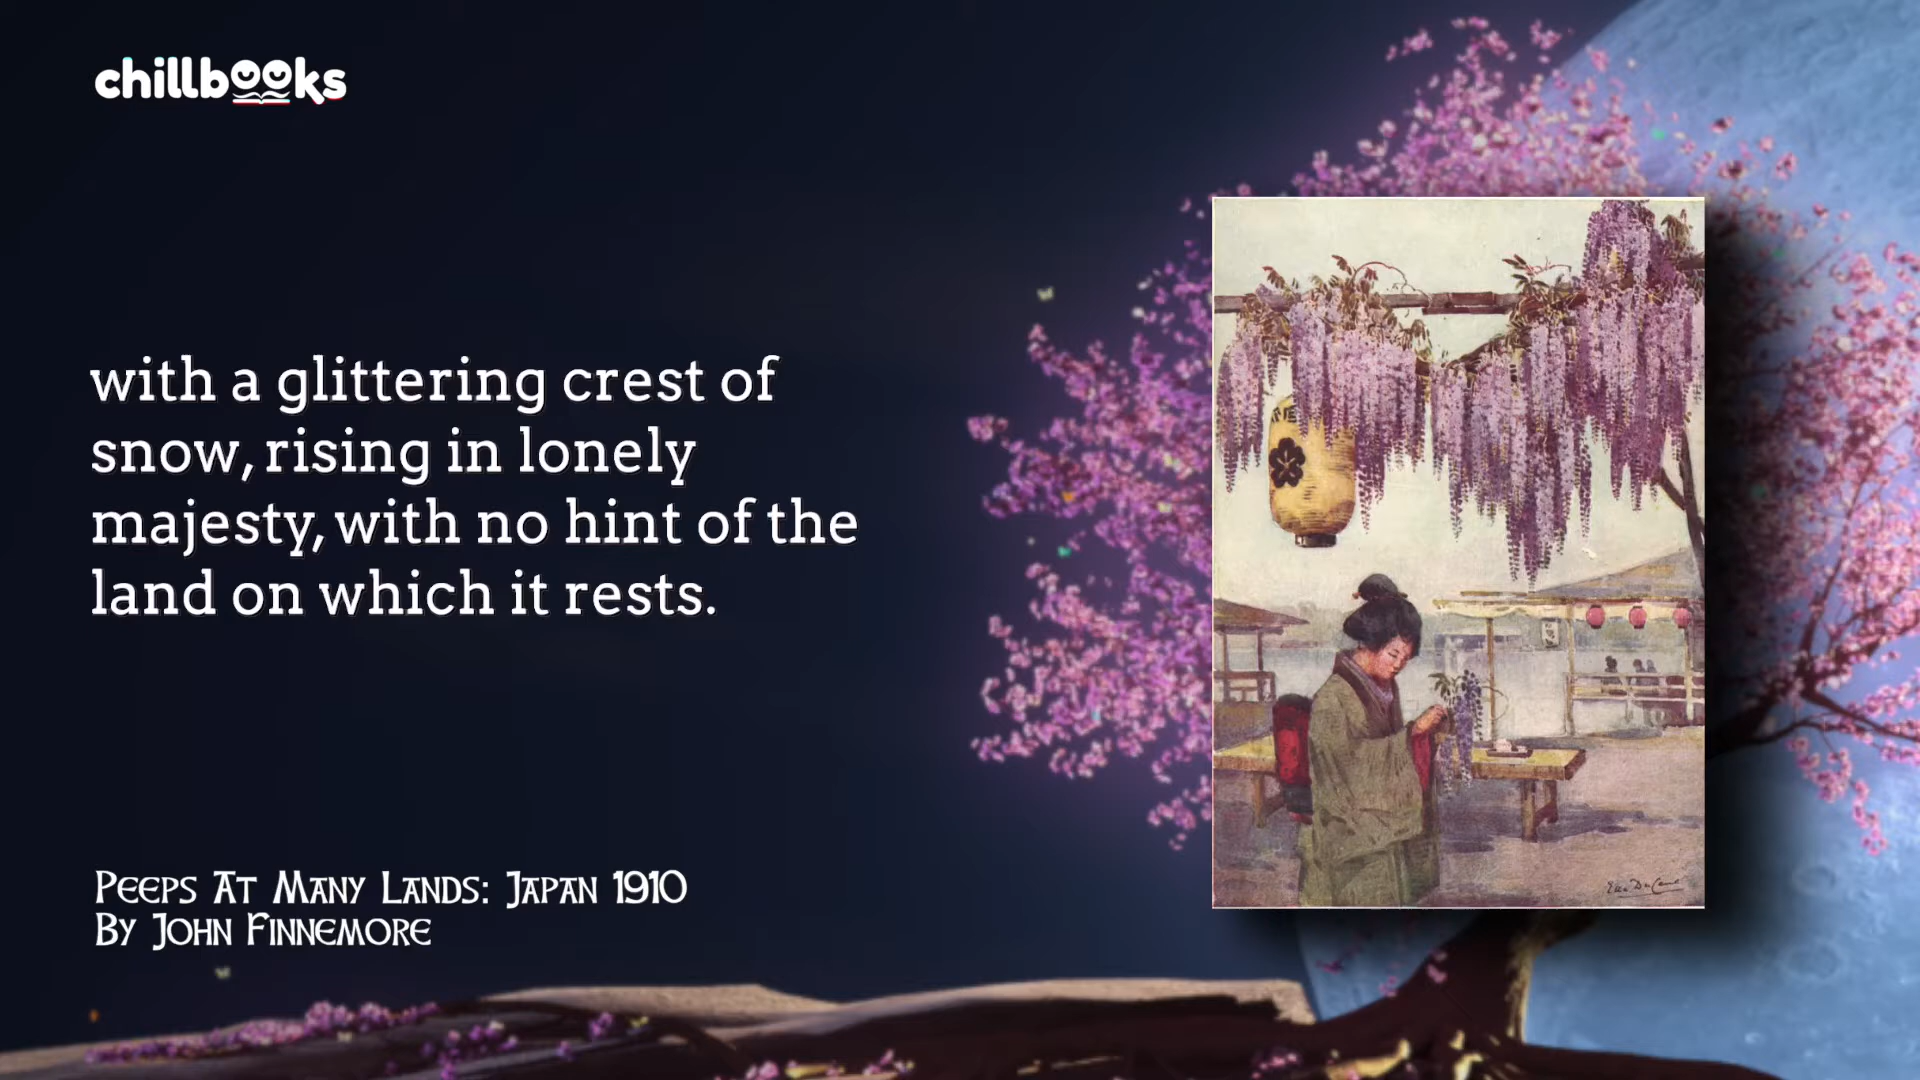 chillbooks
with a glittering crest of
snow, rising in lonely
majesty, with no hint of the
land on which it rests.
Peeps At Many Lands: Japan 1910
By John Finnemore